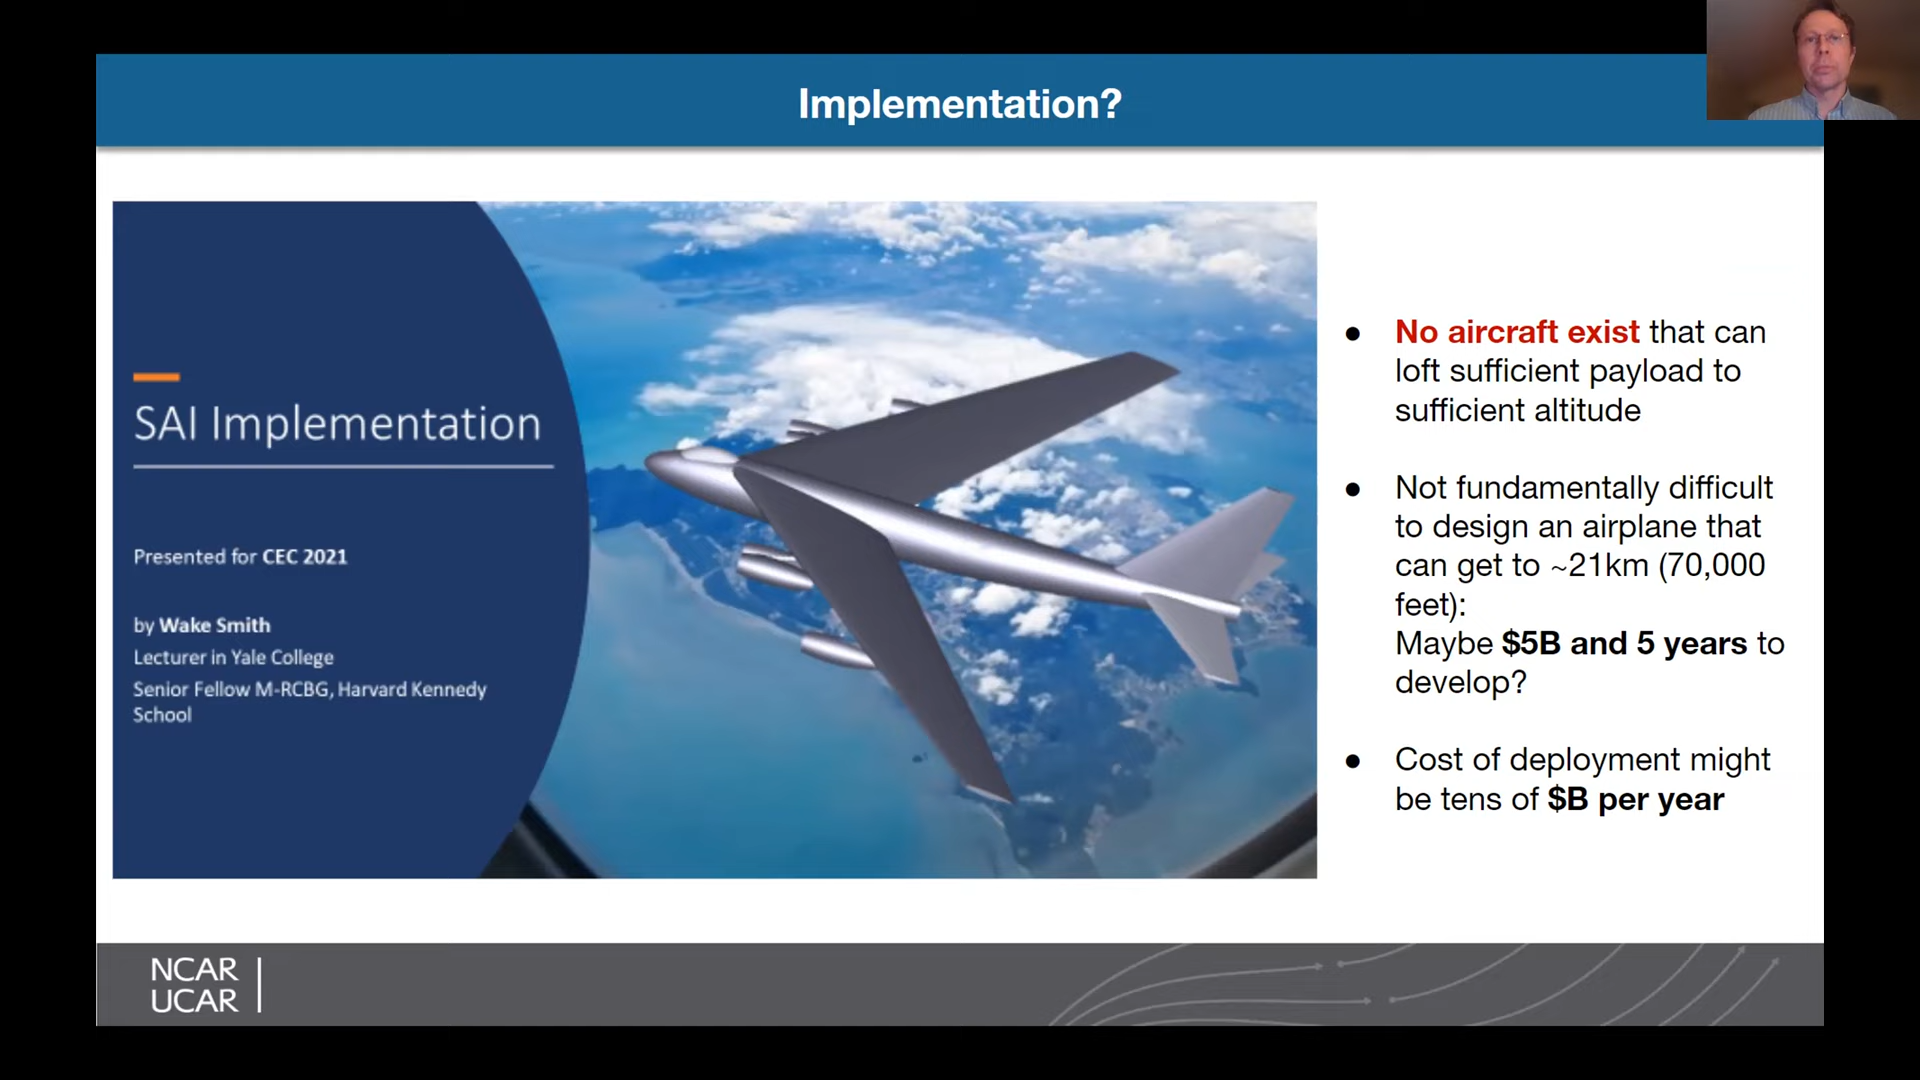 Implementation?
SAI Implementation
Presented for CEC 2021
by Wake Smith
Lecturer in Yale College
Senior Fellow M-RCBG, Harvard Kennedy
School
● No aircraft exist that can
loft sufficient payload to
sufficient altitude
● Not fundamentally difficult
to design an airplane that
can get to ~21km (70,000
feet):
Maybe $5B and 5 years to
develop?
● Cost of deployment might
be tens of $B per year
NCAR
UCAR